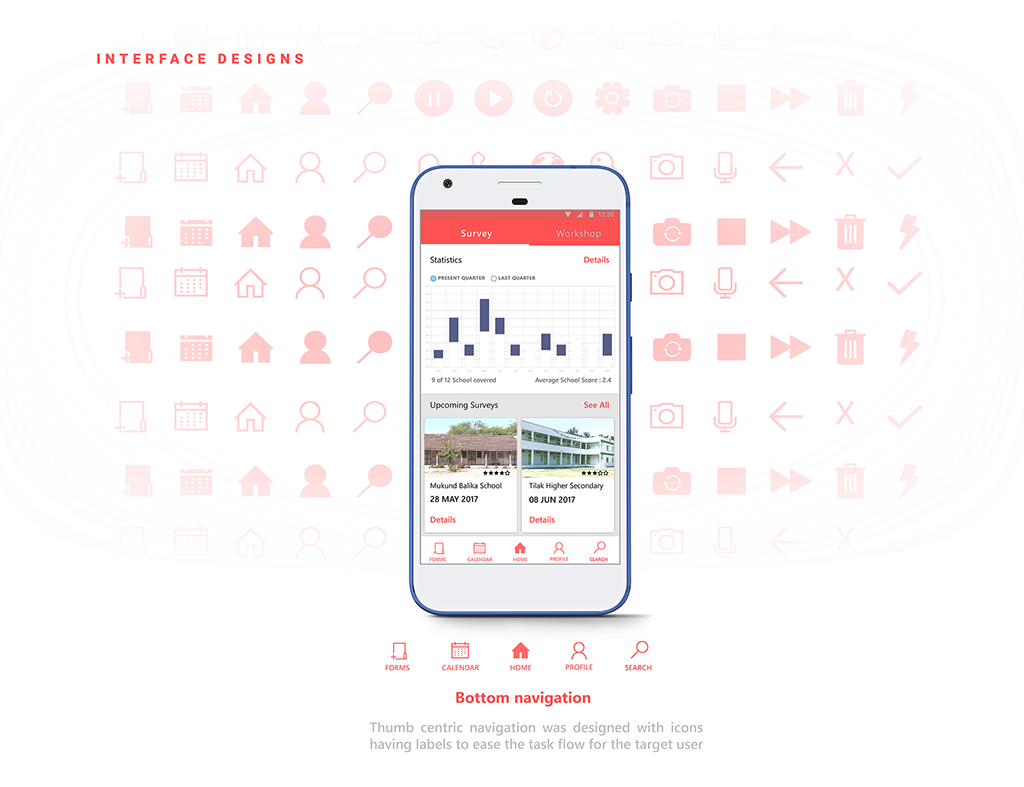 INTERFACE DESIGNS
12:30
Survey
Workshop
Statistics
Details
PRESENT QUARTER
LAST QUARTER
9 of 12 School covered
Average School Score : 2.4
Upcoming Surveys
See All
Mukund Balika School
28 MAY 2017
Details
Tilak Higher Secondary
08 JUN 2017
Details
FORMS
CALENDAR
HOME
PROFILE
SEARCH
FORMS
CALENDAR
HOME
PROFILE
SEARCH
Bottom navigation
Thumb centric navigation was designed with icons
having labels to ease the task flow for the target user